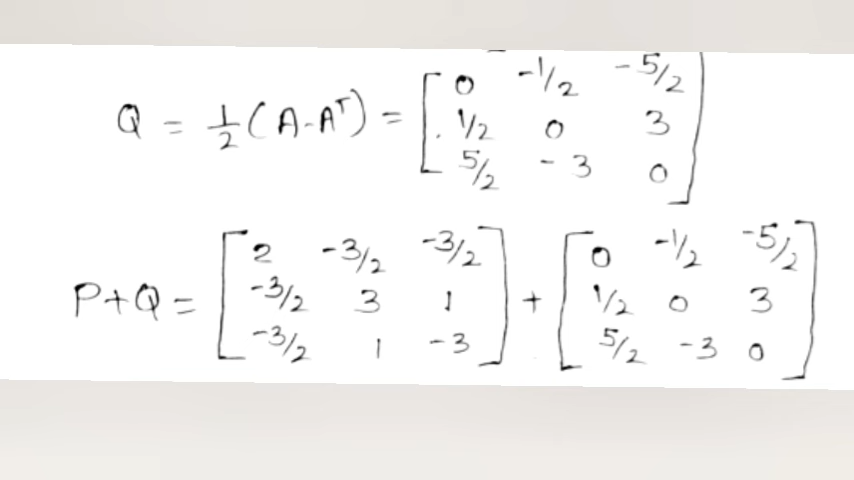 Q = 1/2 (A-Aᵀ) = [ 0 -1/2 -5/2
1/2 0 3
5/2 -3 0 ]
P+Q = [ 2 -3/2 -3/2 ] + [ 0 -1/2 -5/2 ]
[ -3/2 3 1 ] [ 1/2 0 3 ]
[ -3/2 1 -3 ] [ 5/2 -3 0 ]